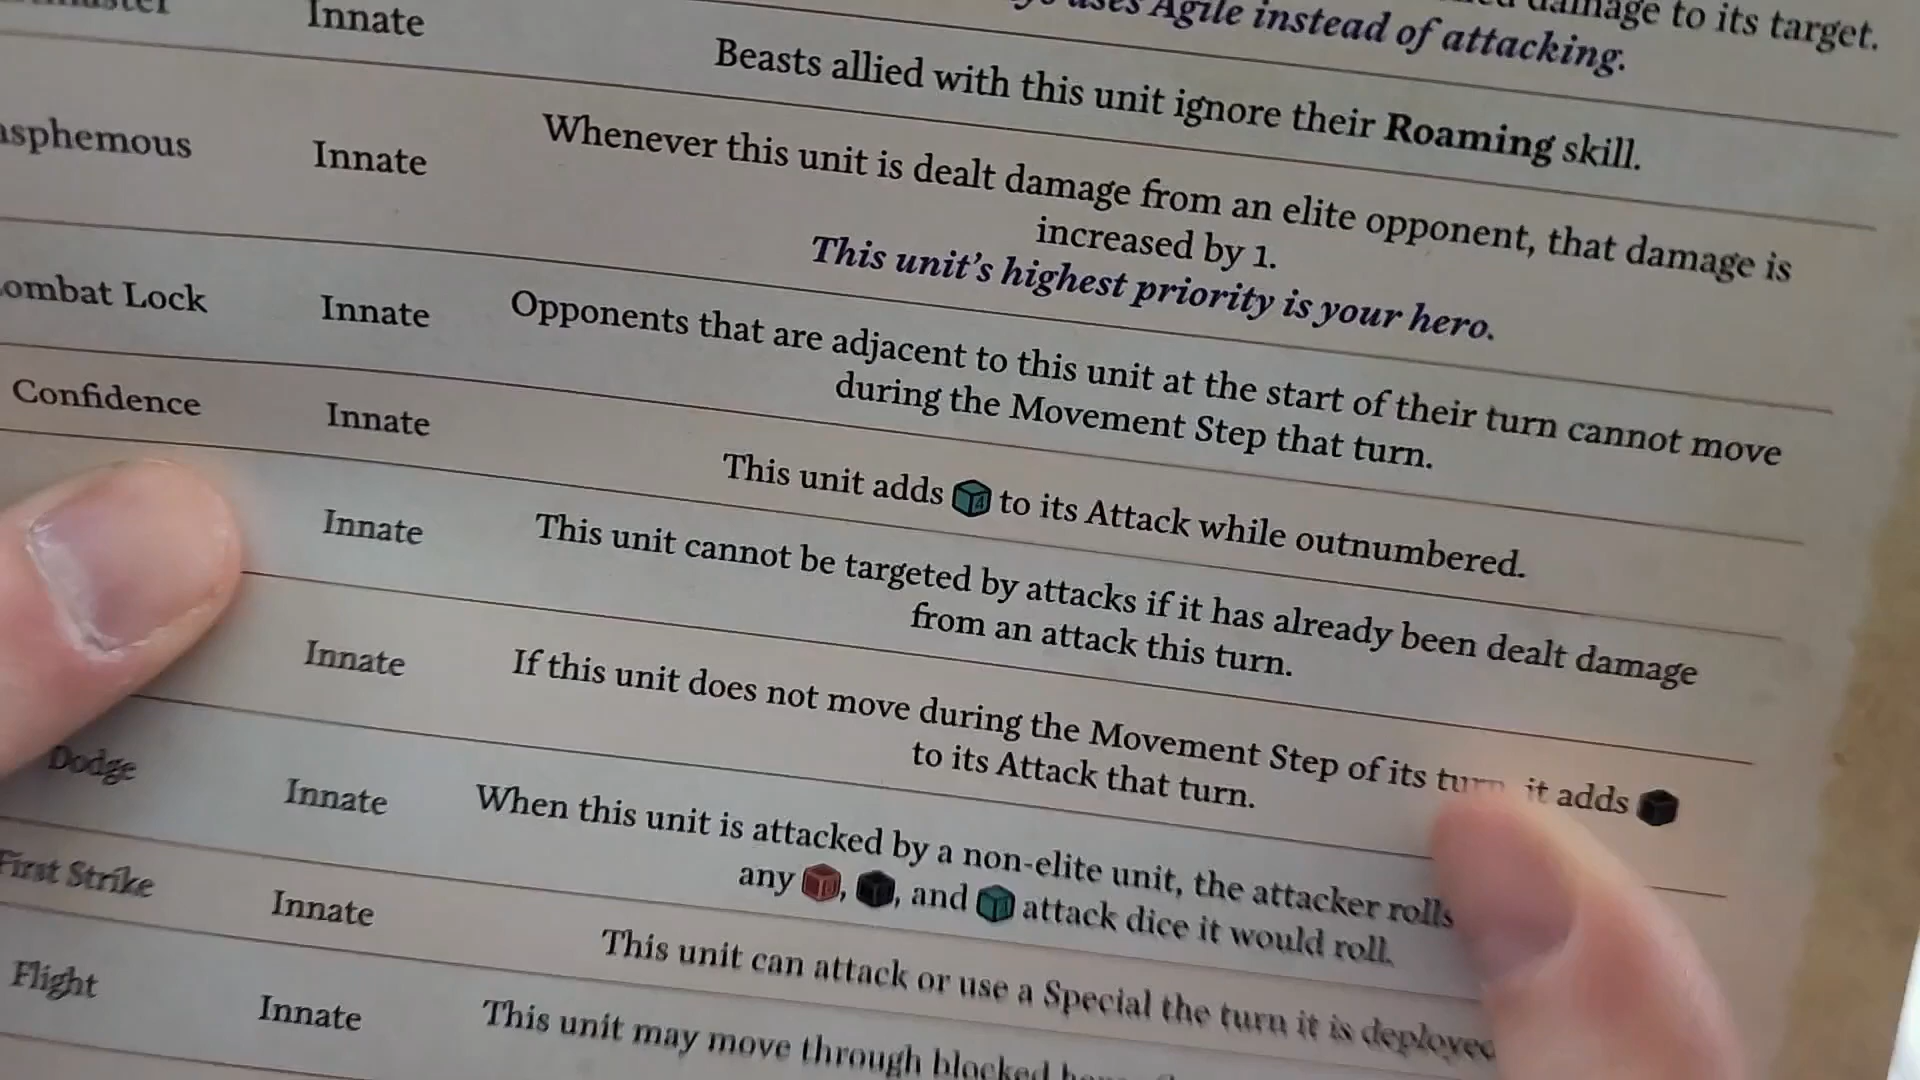 damage to its target.
uses Agile instead of attacking.
Innate
Beasts allied with this unit ignore their Roaming skill.
asphemous Innate Whenever this unit is dealt damage from an elite opponent, that damage is
increased by 1.
This unit's highest priority is your hero.
ombat Lock Innate Opponents that are adjacent to this unit at the start of their turn cannot move
during the Movement Step that turn.
Confidence Innate This unit adds 4 to its Attack while outnumbered.
Innate This unit cannot be targeted by attacks if it has already been dealt damage
from an attack this turn.
Innate If this unit does not move during the Movement Step of its turn, it adds
to its Attack that turn.
Dodge Innate When this unit is attacked by a non-elite unit, the attacker rolls
any , , and attack dice it would roll.
First Strike Innate This unit can attack or use a Special the turn it is deployed
Flight Innate This unit may move through blocked